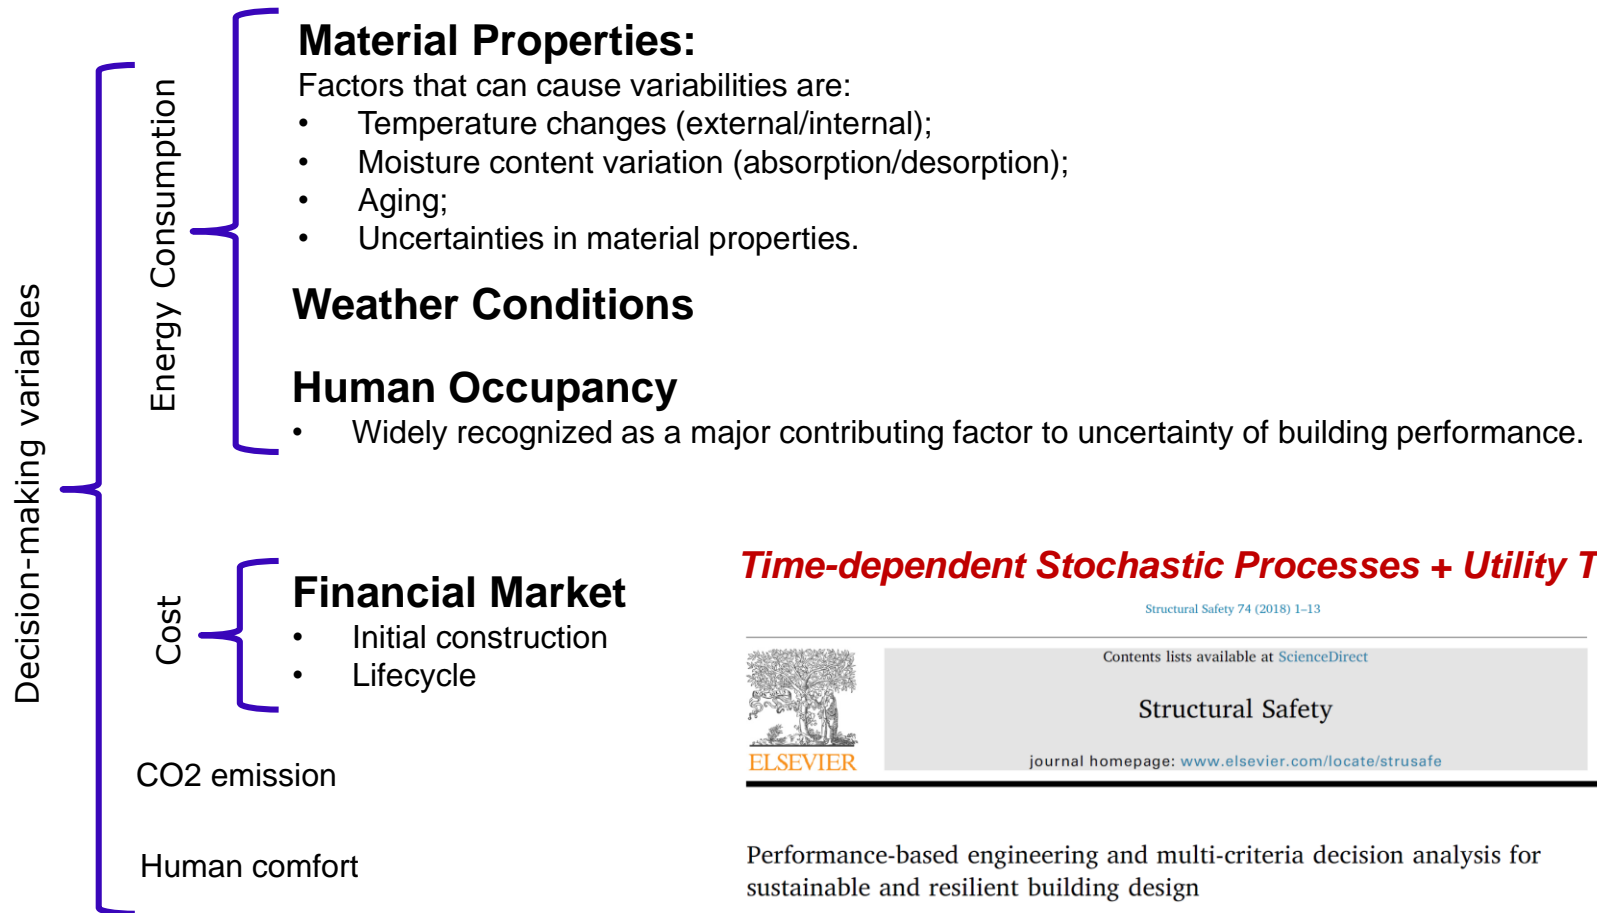 Decision-making variables
Energy Consumption
Material Properties:
Factors that can cause variabilities are:
• Temperature changes (external/internal);
• Moisture content variation (absorption/desorption);
• Aging;
• Uncertainties in material properties.
Weather Conditions
Human Occupancy
• Widely recognized as a major contributing factor to uncertainty of building performance.
Cost
Financial Market
• Initial construction
• Lifecycle
CO2 emission
Human comfort
Time-dependent Stochastic Processes + Utility T
Structural Safety 74 (2018) 1–13
Contents lists available at ScienceDirect
Structural Safety
journal homepage: www.elsevier.com/locate/strusafe
ELSEVIER
Performance-based engineering and multi-criteria decision analysis for
sustainable and resilient building design